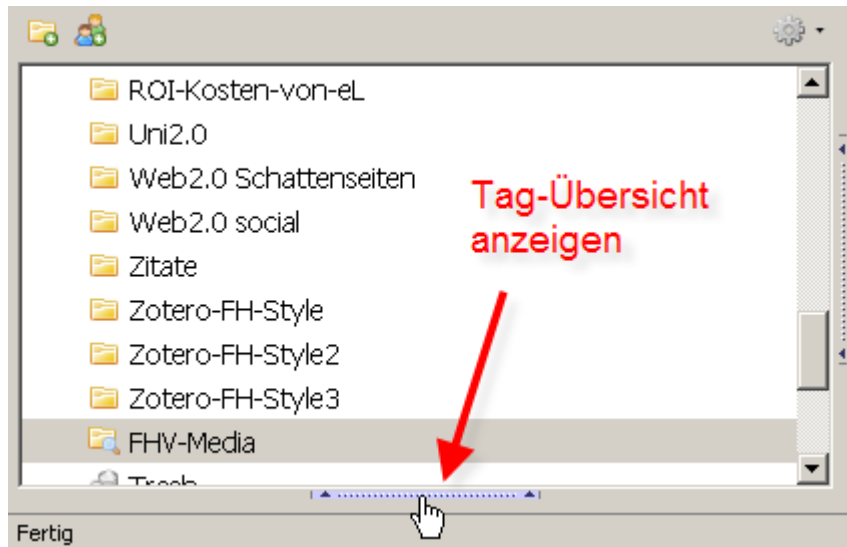 ROI-Kosten-von-eL
Uni2.0
Web2.0 Schattenseiten
Web2.0 social
Tag-Übersicht
anzeigen
Zitate
Zotero-FH-Style
Zotero-FH-Style2
Zotero-FH-Style3
FHV-Media
Trash
Fertig